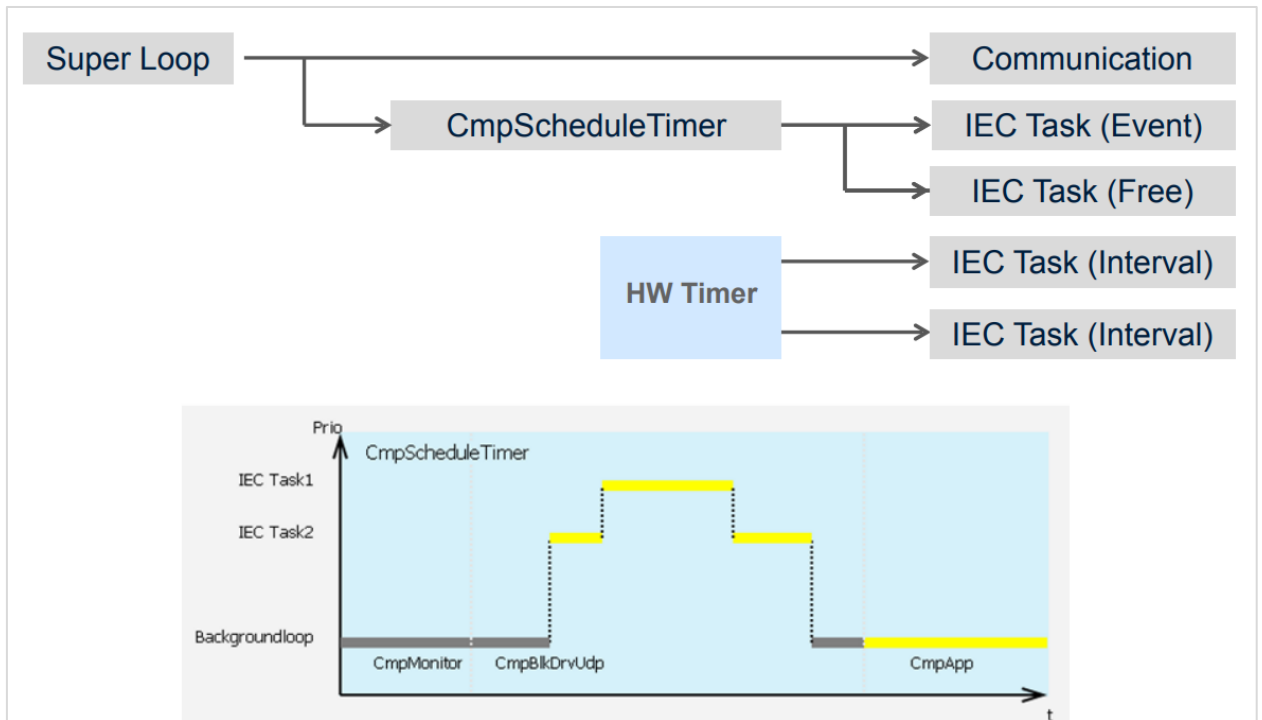 Super Loop
Communication
CmpScheduleTimer
IEC Task (Event)
IEC Task (Free)
HW Timer
IEC Task (Interval)
IEC Task (Interval)
Prio
CmpScheduleTimer
IEC Task1
IEC Task2
Backgroundloop
CmpMonitor
CmpBlkDrvUdp
CmpApp
t